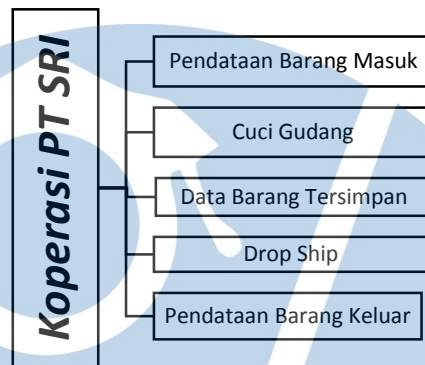 Koperasi PT SRI
Pendataan Barang Masuk
Cuci Gudang
Data Barang Tersimpan
Drop Ship
Pendataan Barang Keluar